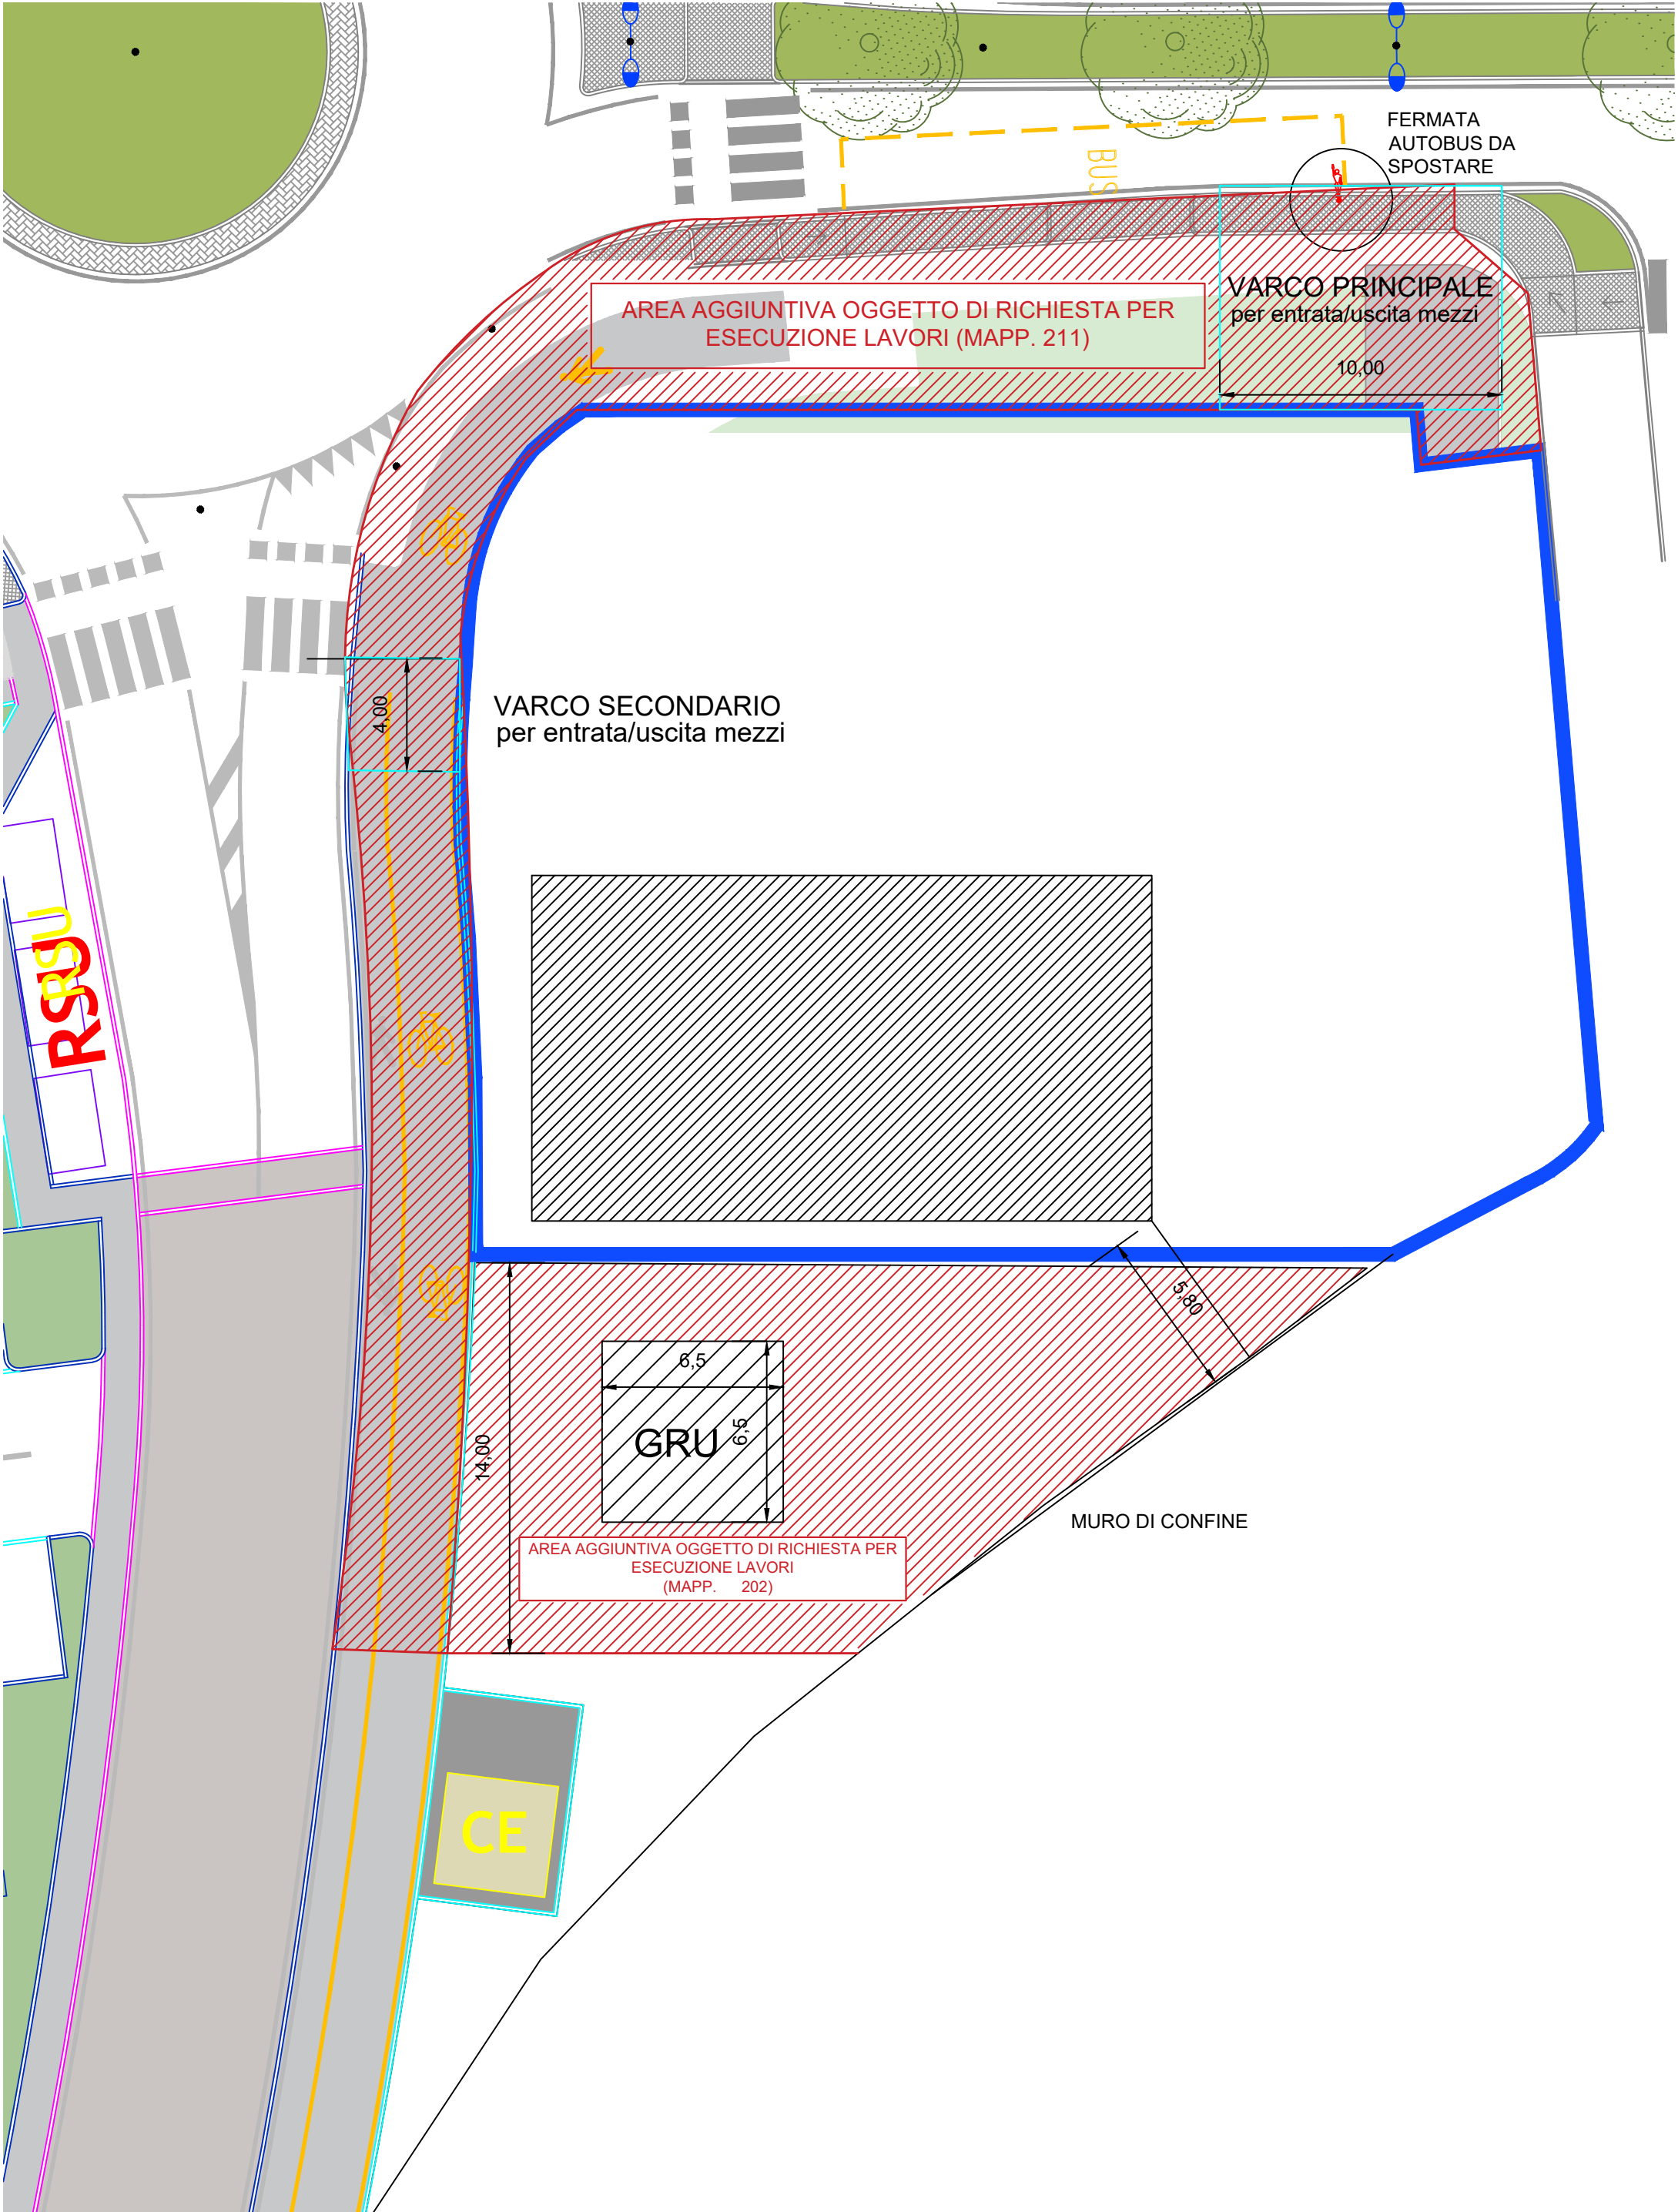 FERMATA
AUTOBUS DA
SPOSTARE
BUS
VARCO PRINCIPALE
per entrata/uscita mezzi
10,00
AREA AGGIUNTIVA OGGETTO DI RICHIESTA PER
ESECUZIONE LAVORI (MAPP. 211)
4,00
VARCO SECONDARIO
per entrata/uscita mezzi
RSU
RSU
5,80
6,5
6,5
GRU
14,00
MURO DI CONFINE
AREA AGGIUNTIVA OGGETTO DI RICHIESTA PER
ESECUZIONE LAVORI
(MAPP. 202)
CE